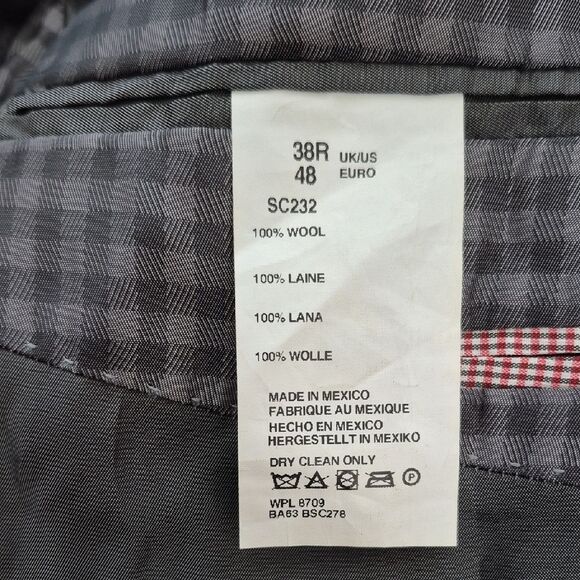 38R UK/US
48 EURO
SC232
100% WOOL
100% LAINE
100% LANA
100% WOLLE
MADE IN MEXICO
FABRIQUE AU MEXIQUE
HECHO EN MEXICO
HERGESTELLT IN MEXIKO
DRY CLEAN ONLY
P
WPL 8709
BA63 BSC278